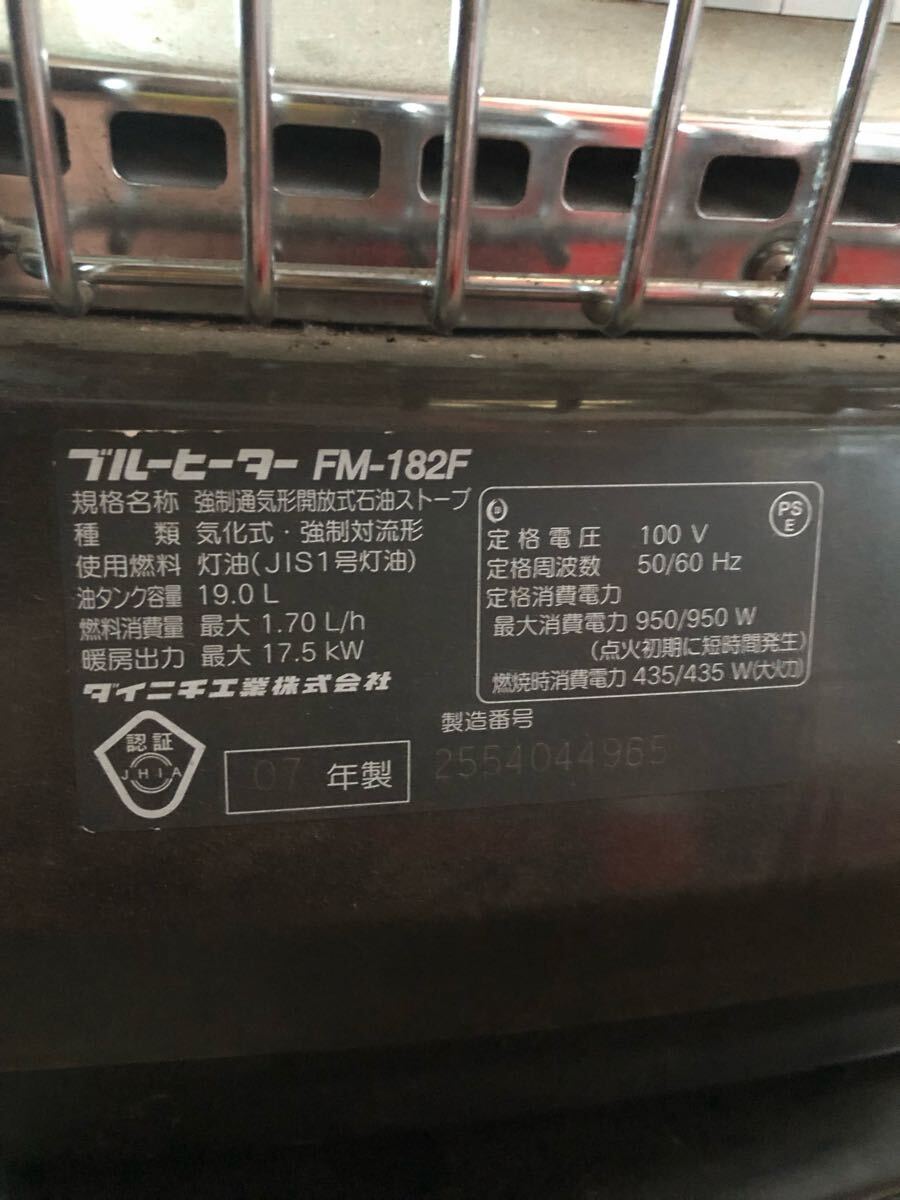 ブルーヒーター FM-182F
規格名称 強制通気形開放式石油ストーブ
種 類 気化式・強制対流形
使用燃料 灯油(JIS1号灯油)
油タンク容量 19.0 L
燃料消費量 最大 1.70 L/h
暖房出力 最大 17.5 kW
ダイニチ工業株式会社
PS
E
定格電圧 100 V
定格周波数 50/60 Hz
定格消費電力
最大消費電力 950/950 W
(点火初期に短時間発生)
燃焼時消費電力 435/435 W(大火力)
認証
JHIA
07 年製
製造番号
2554044965